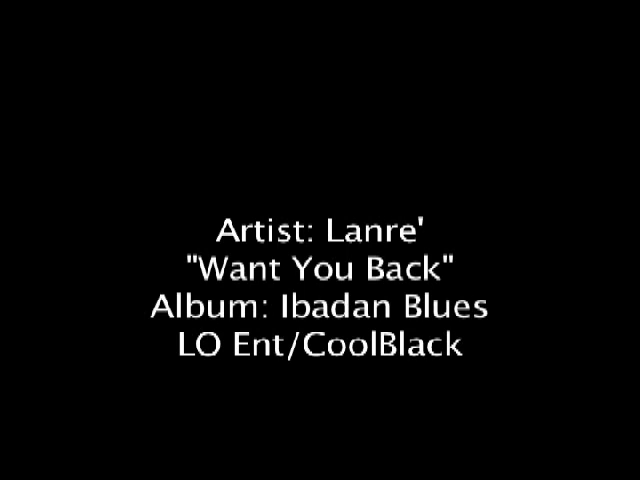 Artist: Lanre'
"Want You Back"
Album: Ibadan Blues
LO Ent/CoolBlack